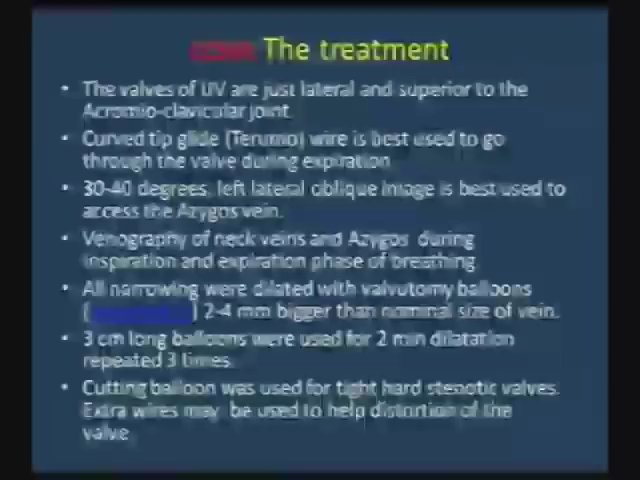 The treatment
• The valves of IJV are just lateral and superior to the
Acromio-clavicular joint.
• Curved tip glide (Terumo) wire is best used to go
through the valve during expiration
• 30-40 degrees, left lateral oblique image is best used to
access the Azygos vein.
• Venography of neck veins and Azygos during
inspiration and expiration phase of breathing.
• All narrowing were dilated with valvutomy balloons
( ) 2-4 mm bigger than nominal size of vein.
• 3 cm long balloons were used for 2 min dilatation
repeated 3 times.
• Cutting balloon was used for tight hard stenotic valves.
Extra wires may be used to help distortion of the
valve